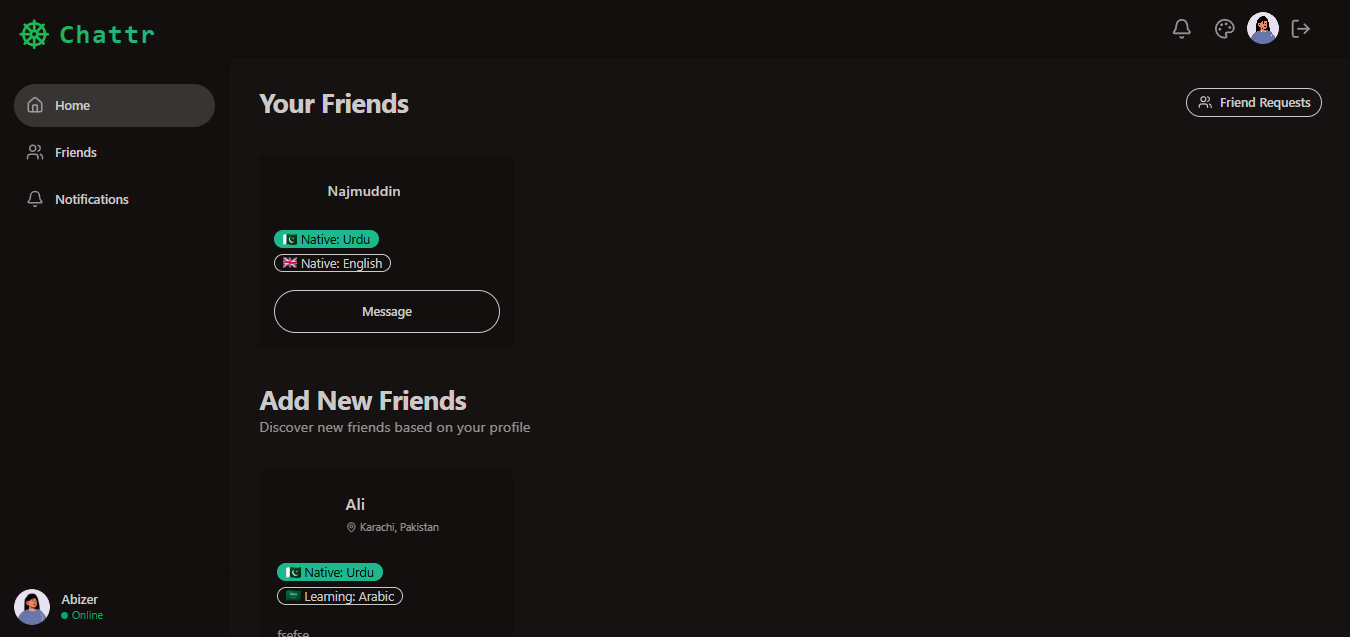 Chattr
Home
Friends
Notifications
Your Friends
Friend Requests
Najmuddin
Native: Urdu
Native: English
Message
Add New Friends
Discover new friends based on your profile
Ali
Karachi, Pakistan
Native: Urdu
Learning: Arabic
fsefse
Abizer
Online